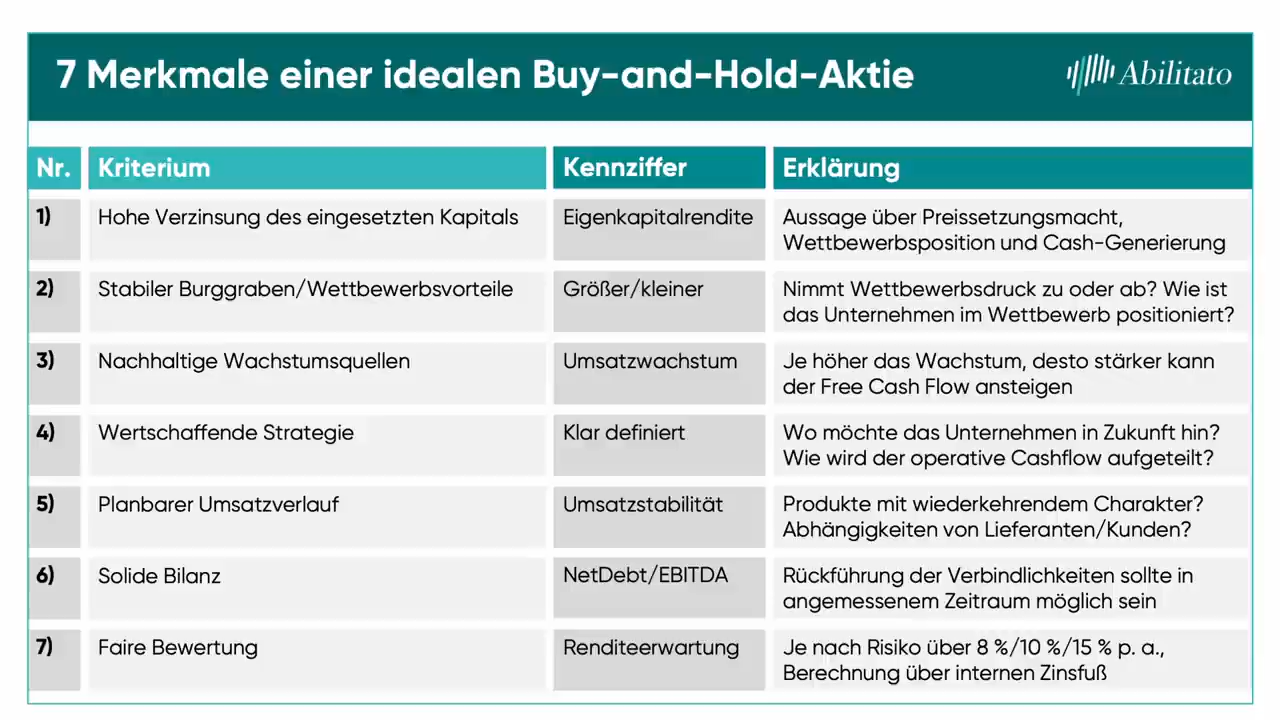 7 Merkmale einer idealen Buy-and-Hold-Aktie
Abilitato
Nr. Kriterium Kennziffer Erklärung
1) Hohe Verzinsung des eingesetzten Kapitals Eigenkapitalrendite Aussage über Preissetzungsmacht,
Wettbewerbsposition und Cash-Generierung
2) Stabiler Burggraben/Wettbewerbsvorteile Größer/kleiner Nimmt Wettbewerbsdruck zu oder ab? Wie ist
das Unternehmen im Wettbewerb positioniert?
3) Nachhaltige Wachstumsquellen Umsatzwachstum Je höher das Wachstum, desto stärker kann
der Free Cash Flow ansteigen
4) Wertschaffende Strategie Klar definiert Wo möchte das Unternehmen in Zukunft hin?
Wie wird der operative Cashflow aufgeteilt?
5) Planbarer Umsatzverlauf Umsatzstabilität Produkte mit wiederkehrendem Charakter?
Abhängigkeiten von Lieferanten/Kunden?
6) Solide Bilanz NetDebt/EBITDA Rückführung der Verbindlichkeiten sollte in
angemessenem Zeitraum möglich sein
7) Faire Bewertung Renditeerwartung Je nach Risiko über 8 %/10 %/15 % p. a.,
Berechnung über internen Zinsfuß